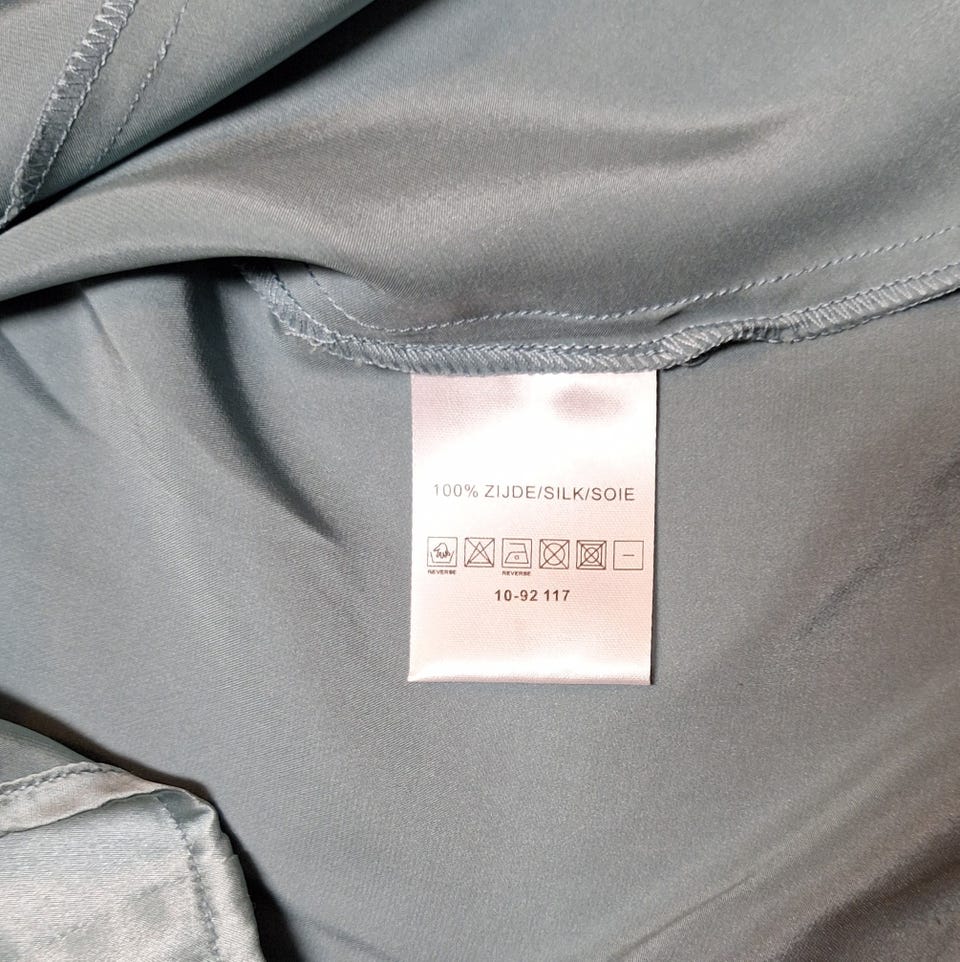 100% ZIJDE/SILK/SOIE
REVERSE REVERSE
10-92 117